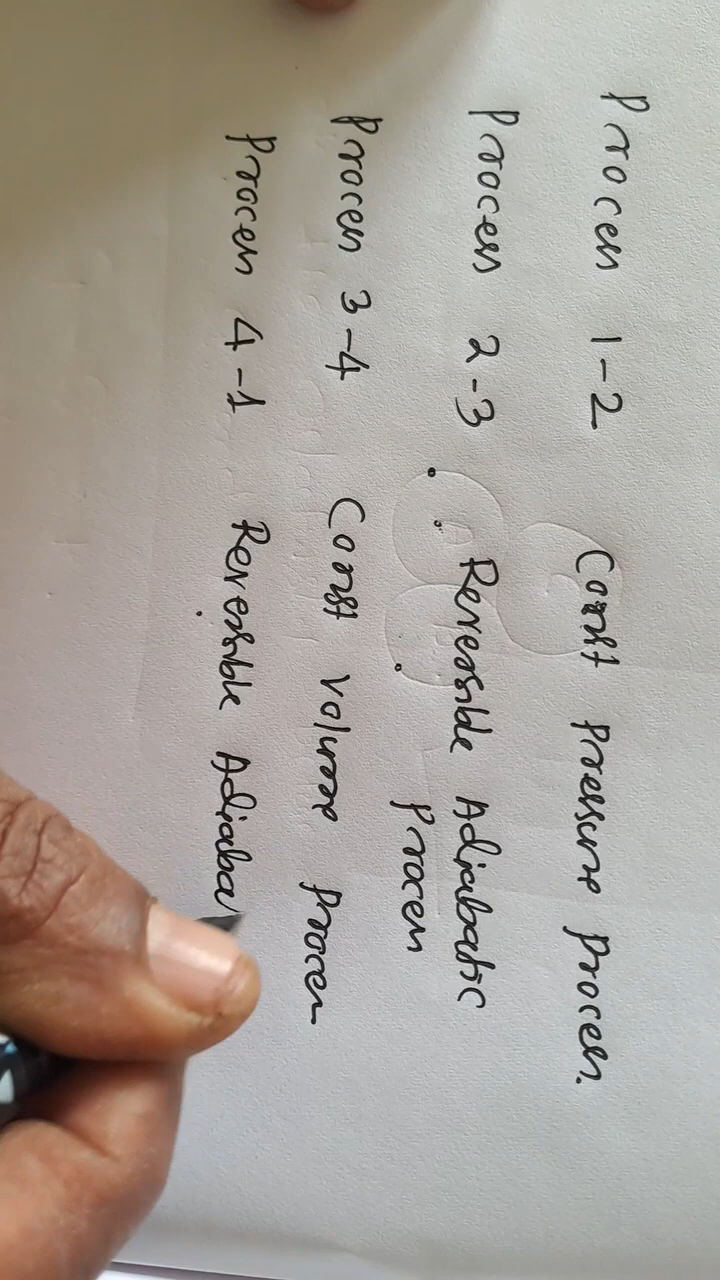 Process 1-2 Const Pressure Process.
Process 2-3 Reversible Adiabatic
Process
Process 3-4 Const volume process
Process 4-1 Reversible Adiaba